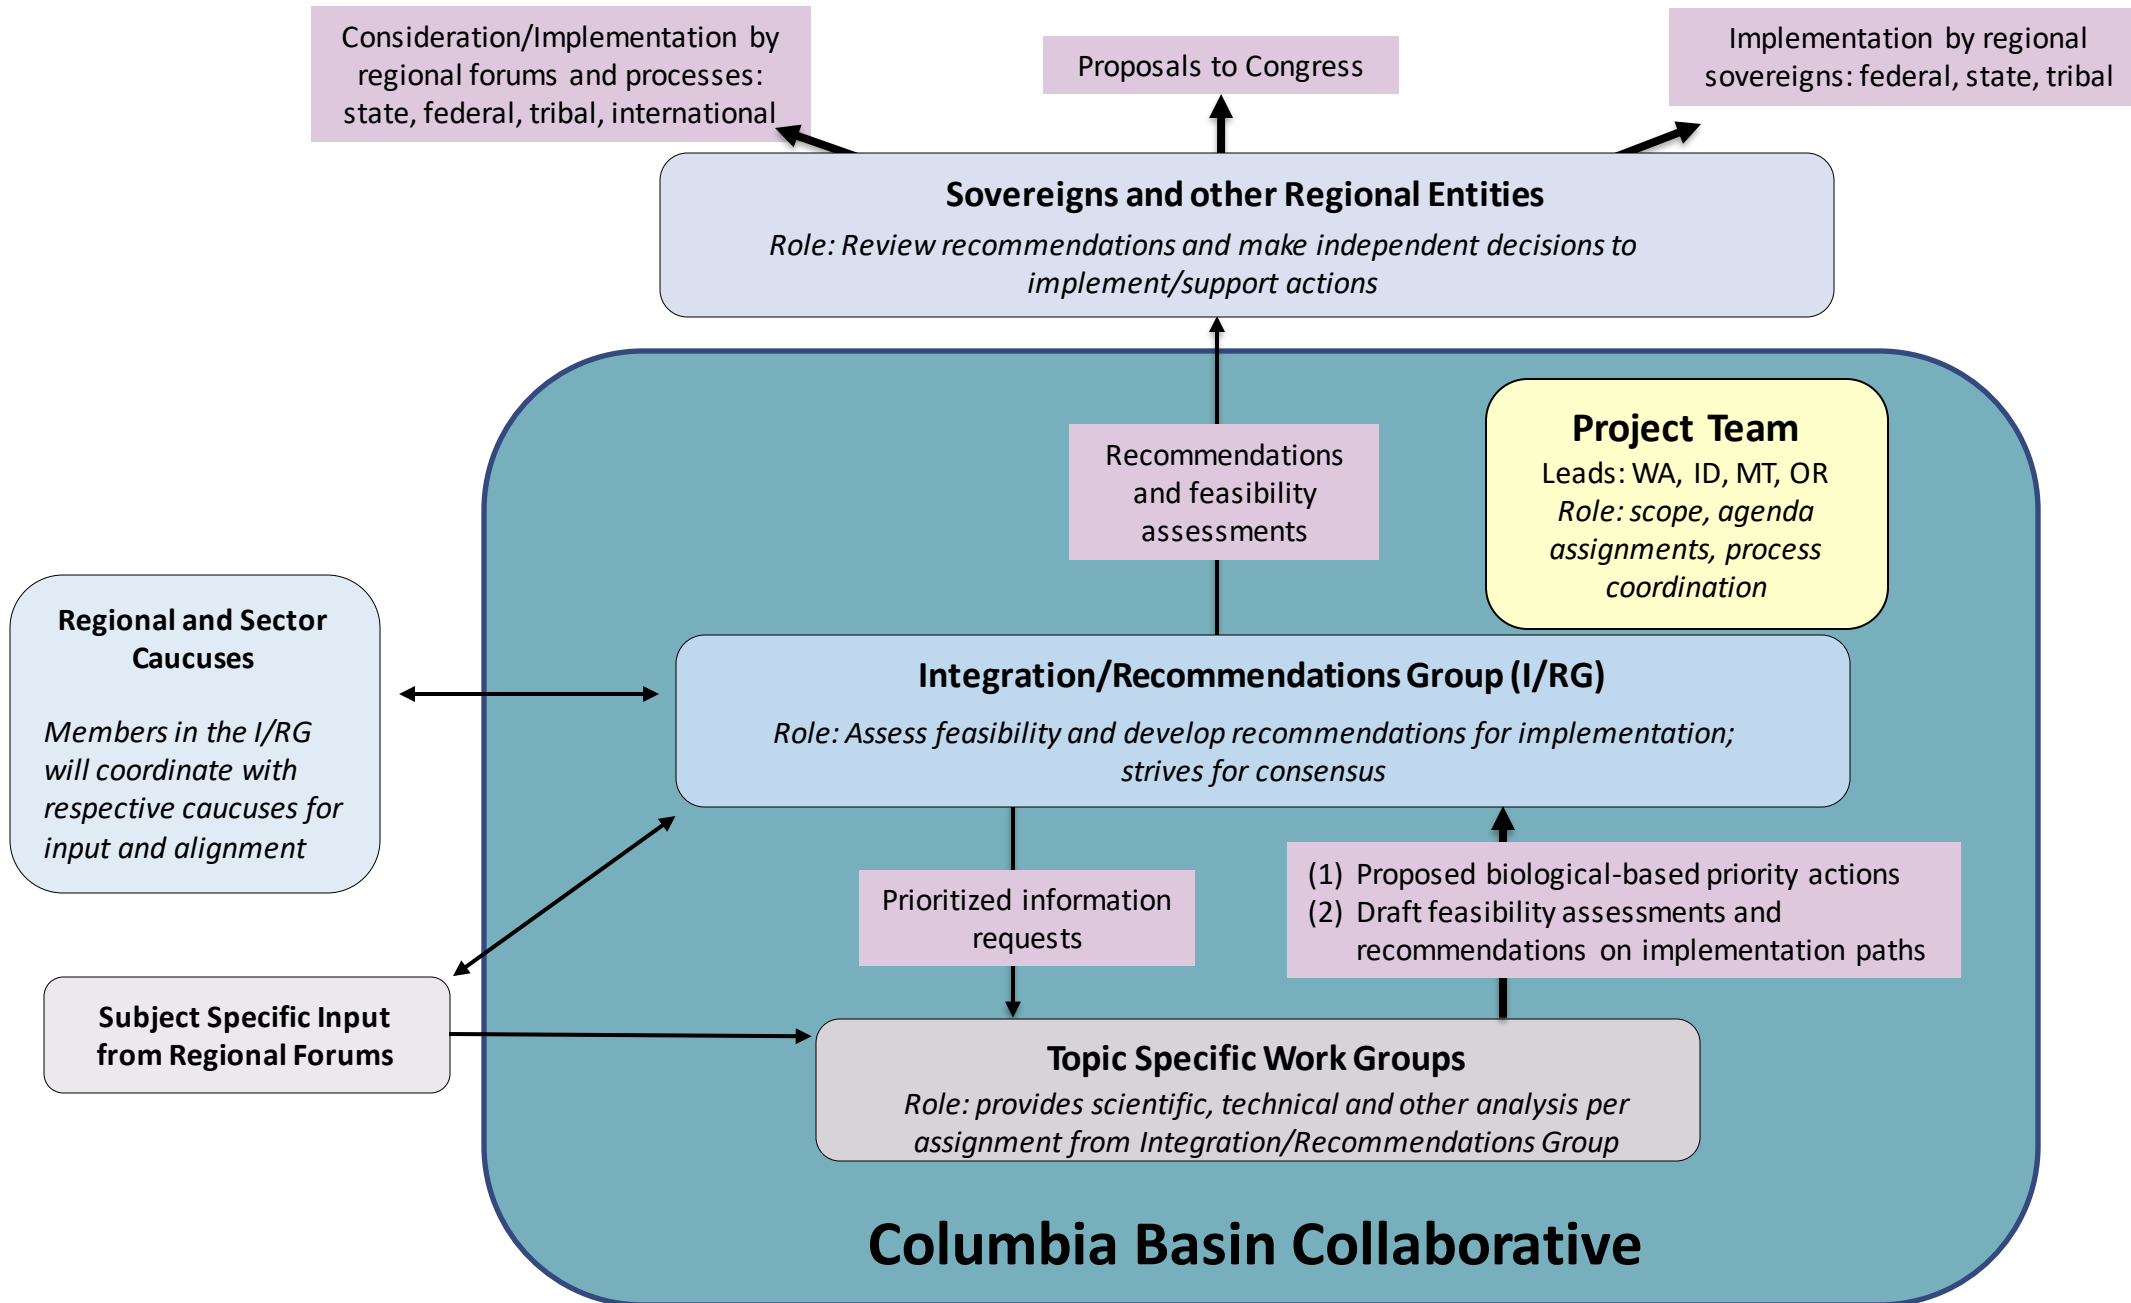 Consideration/Implementation by
regional forums and processes:
state, federal, tribal, international
Proposals to Congress
Implementation by regional
sovereigns: federal, state, tribal
Sovereigns and other Regional Entities
Role: Review recommendations and make independent decisions to
implement/support actions
Recommendations
and feasibility
assessments
Project Team
Leads: WA, ID, MT, OR
Role: scope, agenda
assignments, process
coordination
Regional and Sector
Caucuses
Members in the I/RG
will coordinate with
respective caucuses for
input and alignment
Integration/Recommendations Group (I/RG)
Role: Assess feasibility and develop recommendations for implementation;
strives for consensus
Prioritized information
requests
(1) Proposed biological-based priority actions
(2) Draft feasibility assessments and
recommendations on implementation paths
Subject Specific Input
from Regional Forums
Topic Specific Work Groups
Role: provides scientific, technical and other analysis per
assignment from Integration/Recommendations Group
Columbia Basin Collaborative